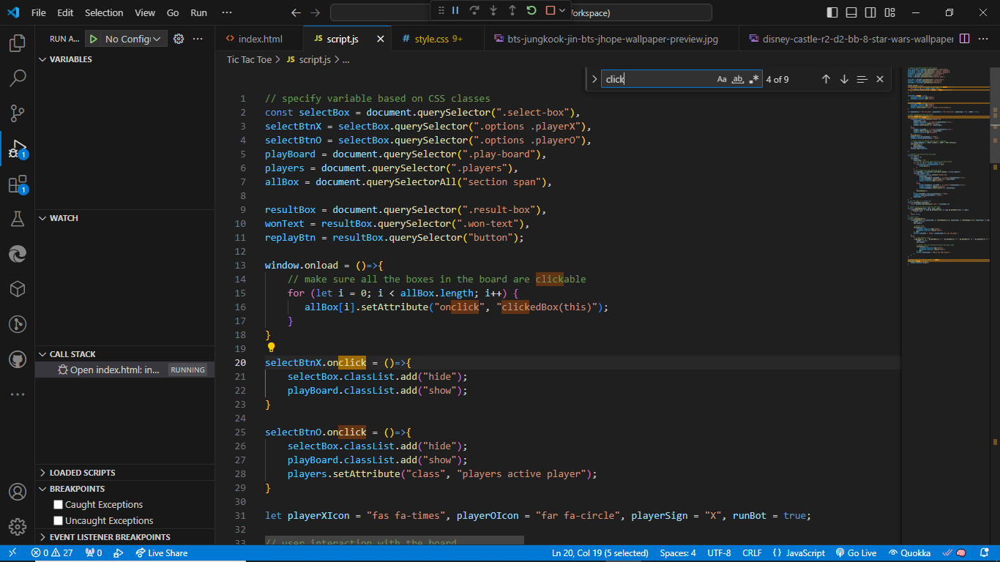 File Edit Selection View Go Run ··· orkspace)
RUN A... No Config ···
index.html JS script.js # style.css 9+ bts-jungkook-jin-bts-jhope-wallpaper-preview.jpg disney-castle-r2-d2-bb-8-star-wars-wallpaper
Tic Tac Toe > JS script.js > ...
click Aa ab .* 4 of 9
VARIABLES
WATCH
CALL STACK
Open index.html: in... RUNNING
LOADED SCRIPTS
BREAKPOINTS
Caught Exceptions
Uncaught Exceptions
EVENT LISTENER BREAKPOINTS
1
1
1 // specify variable based on CSS classes
2 const selectBox = document.querySelector(".select-box"),
3 selectBtnX = selectBox.querySelector(".options .playerX"),
4 selectBtnO = selectBox.querySelector(".options .playerO"),
5 playBoard = document.querySelector(".play-board"),
6 players = document.querySelector(".players"),
7 allBox = document.querySelectorAll("section span"),
8
9 resultBox = document.querySelector(".result-box"),
10 wonText = resultBox.querySelector(".won-text"),
11 replayBtn = resultBox.querySelector("button");
12
13 window.onload = ()=>{
14 // make sure all the boxes in the board are clickable
15 for (let i = 0; i < allBox.length; i++) {
16 allBox[i].setAttribute("onclick", "clickedBox(this)");
17 }
18 }
19
20 selectBtnX.onclick = ()=>{
21 selectBox.classList.add("hide");
22 playBoard.classList.add("show");
23 }
24
25 selectBtnO.onclick = ()=>{
26 selectBox.classList.add("hide");
27 playBoard.classList.add("show");
28 players.setAttribute("class", "players active player");
29 }
30
31 let playerXIcon = "fas fa-times", playerOIcon = "far fa-circle", playerSign = "X", runBot = true;
32
33 // user interaction with the board
0 27 0 Live Share Ln 20, Col 19 (5 selected) Spaces: 4 UTF-8 CRLF {} JavaScript Go Live Quokka